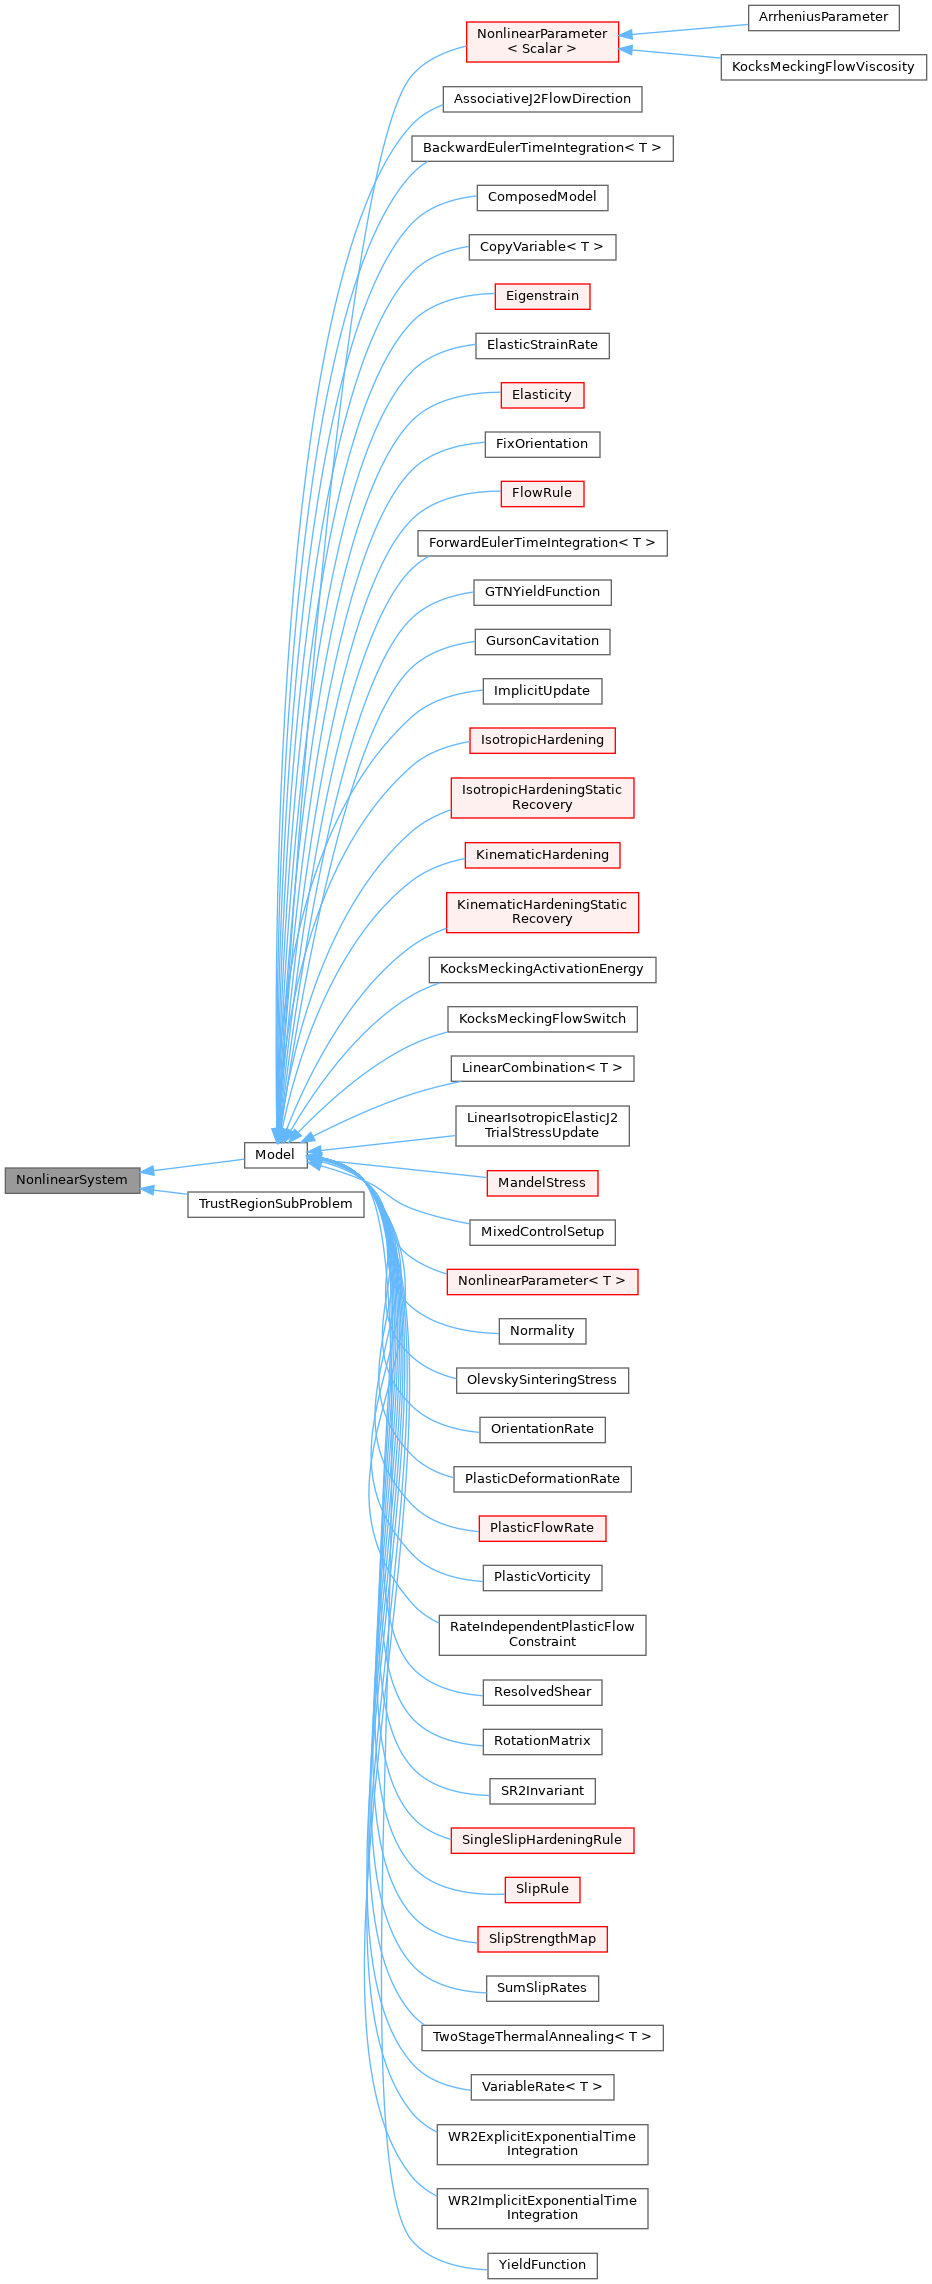 ArrheniusParameter
NonlinearParameter
< Scalar >
KocksMeckingFlowViscosity
AssociativeJ2FlowDirection
BackwardEulerTimeIntegration< T >
ComposedModel
CopyVariable< T >
Eigenstrain
ElasticStrainRate
Elasticity
FixOrientation
FlowRule
ForwardEulerTimeIntegration< T >
GTNYieldFunction
GursonCavitation
ImplicitUpdate
IsotropicHardening
IsotropicHardeningStatic
Recovery
KinematicHardening
KinematicHardeningStatic
Recovery
KocksMeckingActivationEnergy
KocksMeckingFlowSwitch
LinearCombination< T >
LinearIsotropicElasticJ2
TrialStressUpdate
Model
NonlinearSystem
MandelStress
TrustRegionSubProblem
MixedControlSetup
NonlinearParameter< T >
Normality
OlevskySinteringStress
OrientationRate
PlasticDeformationRate
PlasticFlowRate
PlasticVorticity
RateIndependentPlasticFlow
Constraint
ResolvedShear
RotationMatrix
SR2Invariant
SingleSlipHardeningRule
SlipRule
SlipStrengthMap
SumSlipRates
TwoStageThermalAnnealing< T >
VariableRate< T >
WR2ExplicitExponentialTime
Integration
WR2ImplicitExponentialTime
Integration
YieldFunction